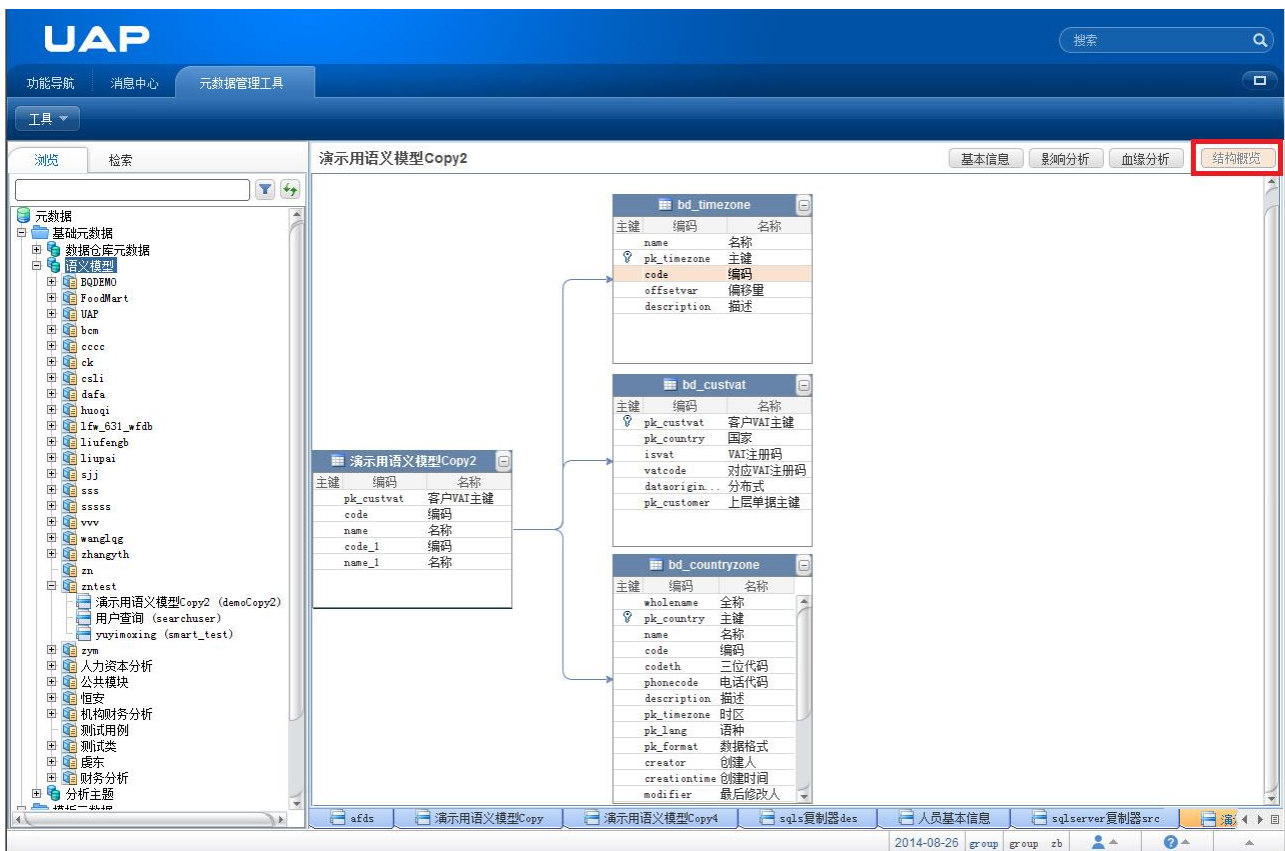 UAP
搜索
功能导航 消息中心 元数据管理工具
工具
浏览 检索
演示用语义模型Copy2 基本信息 影响分析 血缘分析 结构概览
元数据
基础元数据
数据仓库元数据
语义模型
BQDEMO
FoodMart
UAP
bcm
cccc
ck
csli
dafa
huoqi
lfw_631_wfdb
liufengb
liupai
sjj
sss
sssss
vvv
wanglqg
zhangyth
zn
zntest
演示用语义模型Copy2 (demoCopy2)
用户查询 (searchuser)
yuyimoxing (smart_test)
zym
人力资本分析
公共模块
恒安
机构财务分析
测试用例
测试类
虔东
财务分析
分析主题
演示用语义模型Copy2
主键 编码 名称
pk_custvat 客户VAI主键
code 编码
name 名称
code_1 编码
name_1 名称
bd_timezone
主键 编码 名称
name 名称
pk_timezone 主键
code 编码
offsetvar 偏移量
description 描述
bd_custvat
主键 编码 名称
pk_custvat 客户VAI主键
pk_country 国家
isvat VAI注册码
vatcode 对应VAI注册码
dataorigin... 分布式
pk_customer 上层单据主键
bd_countryzone
主键 编码 名称
wholename 全称
pk_country 主键
name 名称
code 编码
codeth 三位代码
phonecode 电话代码
description 描述
pk_timezone 时区
pk_lang 语种
pk_format 数据格式
creator 创建人
creationtime 创建时间
modifier 最后修改人
afds 演示用语义模型Copy 演示用语义模型Copy4 sqls复制器des 人员基本信息 sqlserver复制器src 演
2014-08-26 group group zb